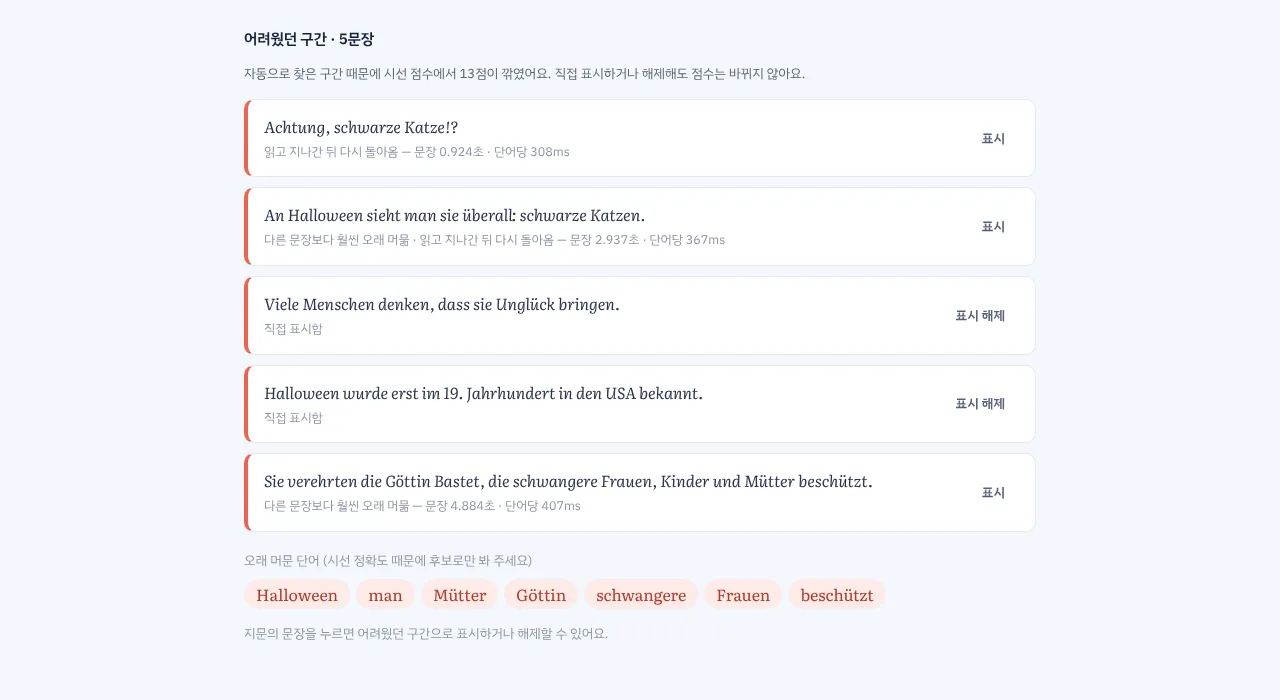 어려웠던 구간 · 5문장
자동으로 찾은 구간 때문에 시선 점수에서 13점이 깎였어요. 직접 표시하거나 해제해도 점수는 바뀌지 않아요.
Achtung, schwarze Katze!?
읽고 지나간 뒤 다시 돌아옴 — 문장 0.924초 · 단어당 308ms
표시
An Halloween sieht man sie überall: schwarze Katzen.
다른 문장보다 훨씬 오래 머묾 · 읽고 지나간 뒤 다시 돌아옴 — 문장 2.937초 · 단어당 367ms
표시
Viele Menschen denken, dass sie Unglück bringen.
직접 표시함
표시 해제
Halloween wurde erst im 19. Jahrhundert in den USA bekannt.
직접 표시함
표시 해제
Sie verehrten die Göttin Bastet, die schwangere Frauen, Kinder und Mütter beschützt.
다른 문장보다 훨씬 오래 머묾 — 문장 4.884초 · 단어당 407ms
표시
오래 머문 단어 (시선 정확도 때문에 후보로만 봐 주세요)
Halloween man Mütter Göttin schwangere Frauen beschützt
지문의 문장을 누르면 어려웠던 구간으로 표시하거나 해제할 수 있어요.